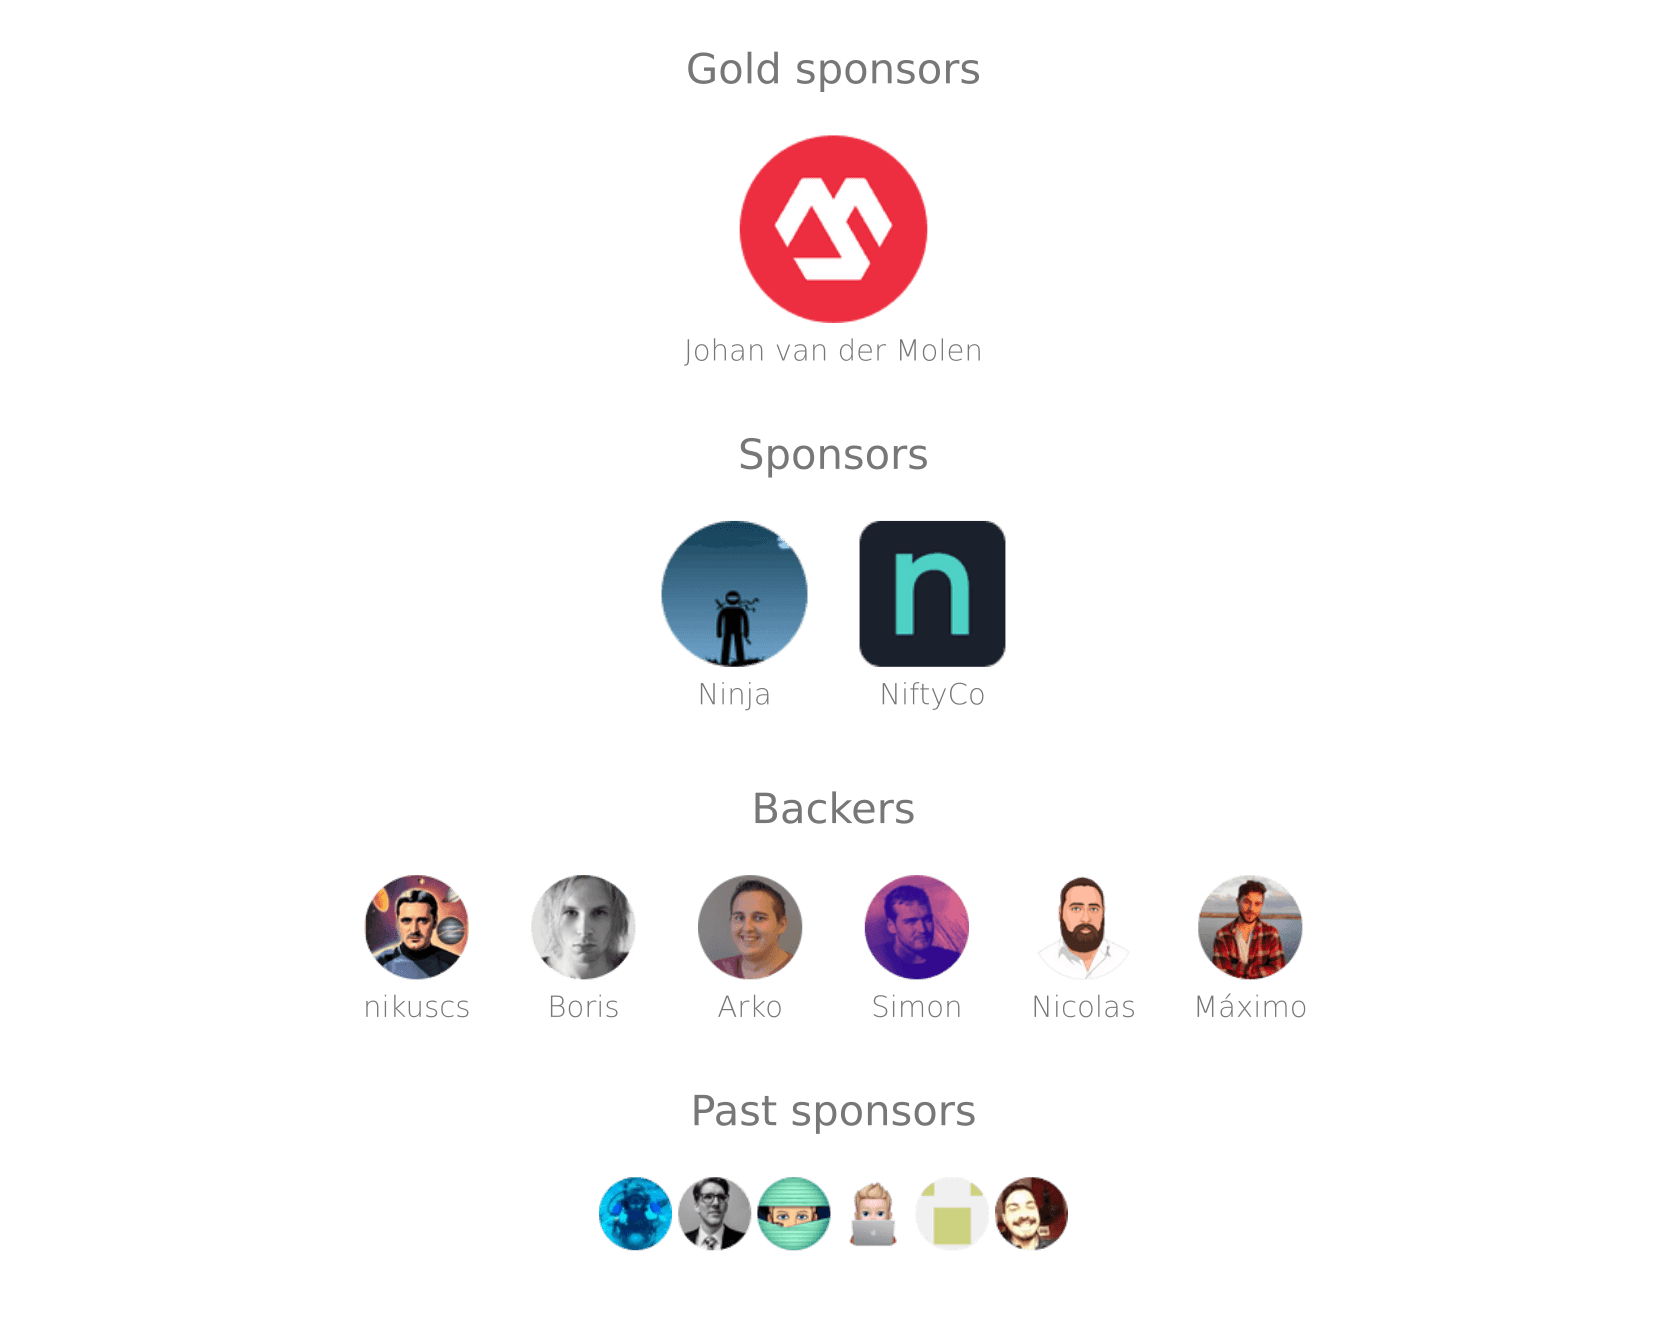 Gold sponsors
Johan van der Molen
Sponsors
n
Ninja
NiftyCo
Backers
nikuscs
Boris
Arko
Simon
Nicolas
Máximo
Past sponsors